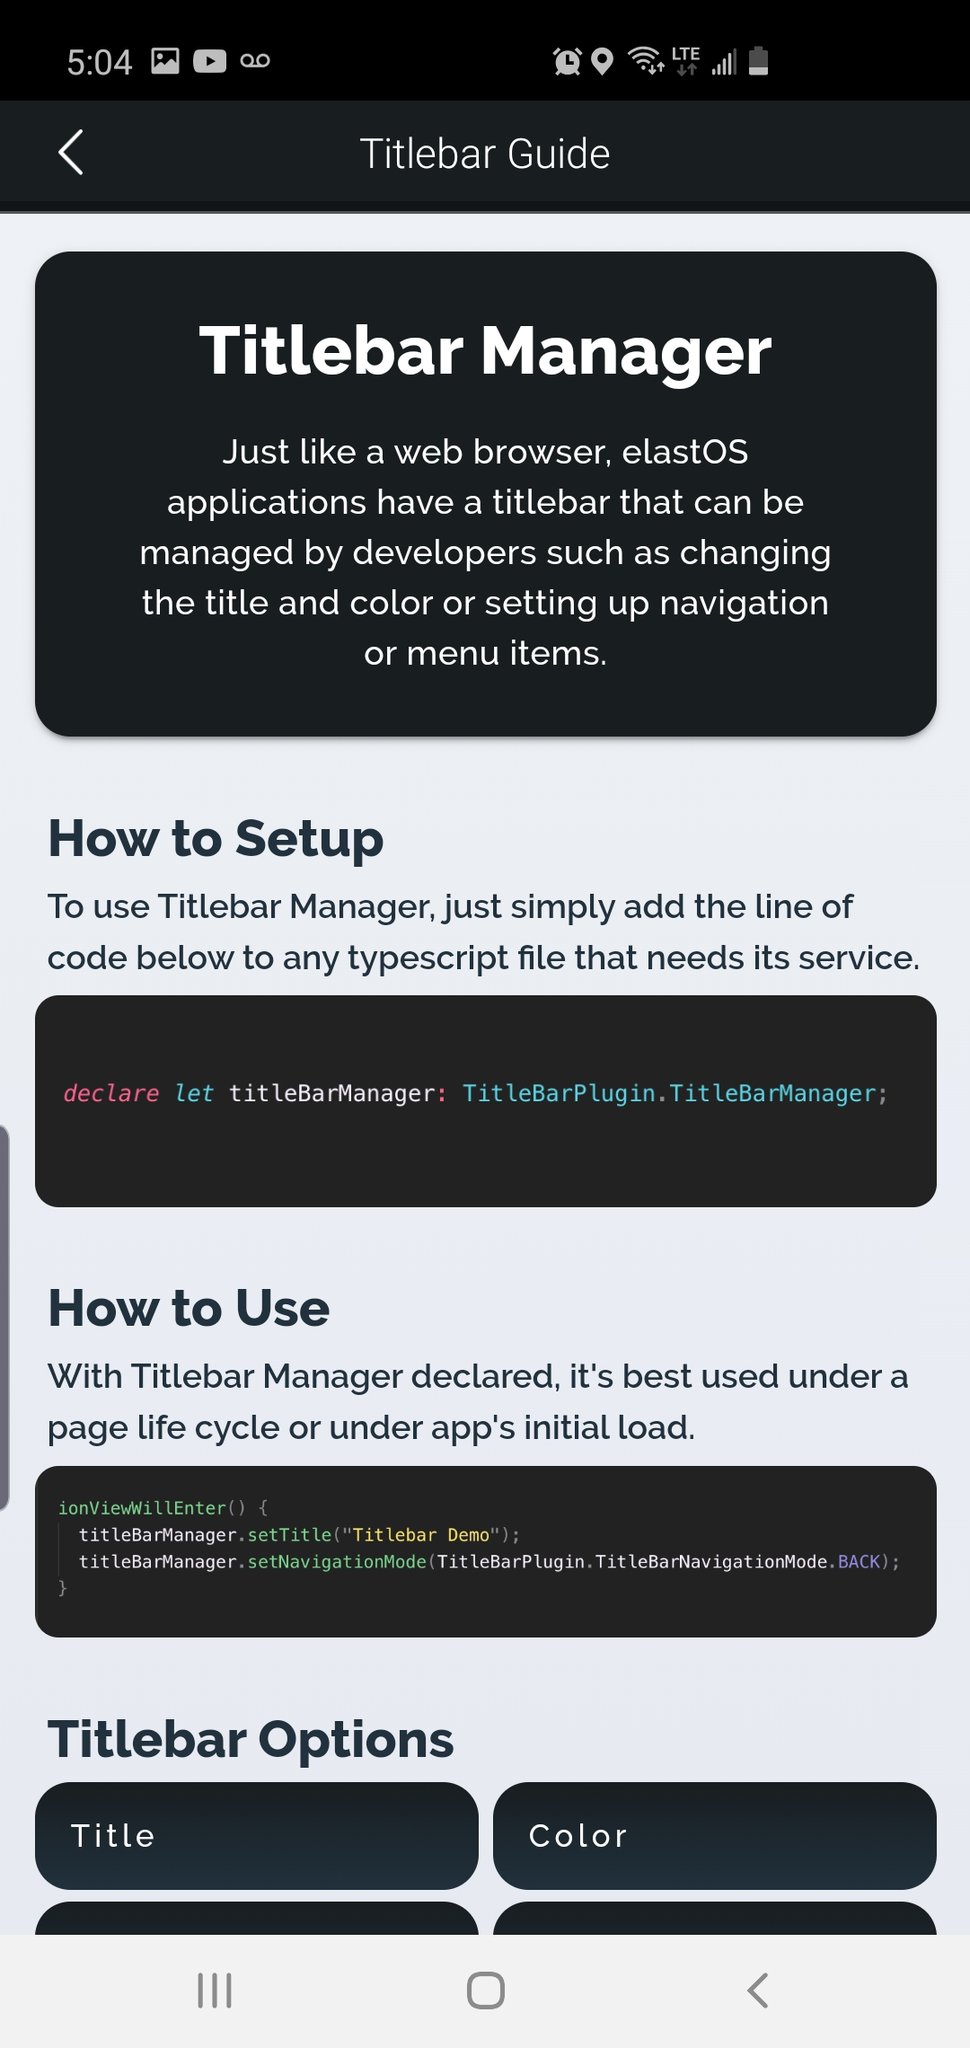 5:04
LTE
Titlebar Guide
Titlebar Manager
Just like a web browser, elastOS
applications have a titlebar that can be
managed by developers such as changing
the title and color or setting up navigation
or menu items.
How to Setup
To use Titlebar Manager, just simply add the line of
code below to any typescript file that needs its service.
declare let titleBarManager: TitleBarPlugin.TitleBarManager;
How to Use
With Titlebar Manager declared, it's best used under a
page life cycle or under app's initial load.
ionViewWillEnter() {
titleBarManager.setTitle("Titlebar Demo");
titleBarManager.setNavigationMode(TitleBarPlugin.TitleBarNavigationMode.BACK);
}
Titlebar Options
Title
Color